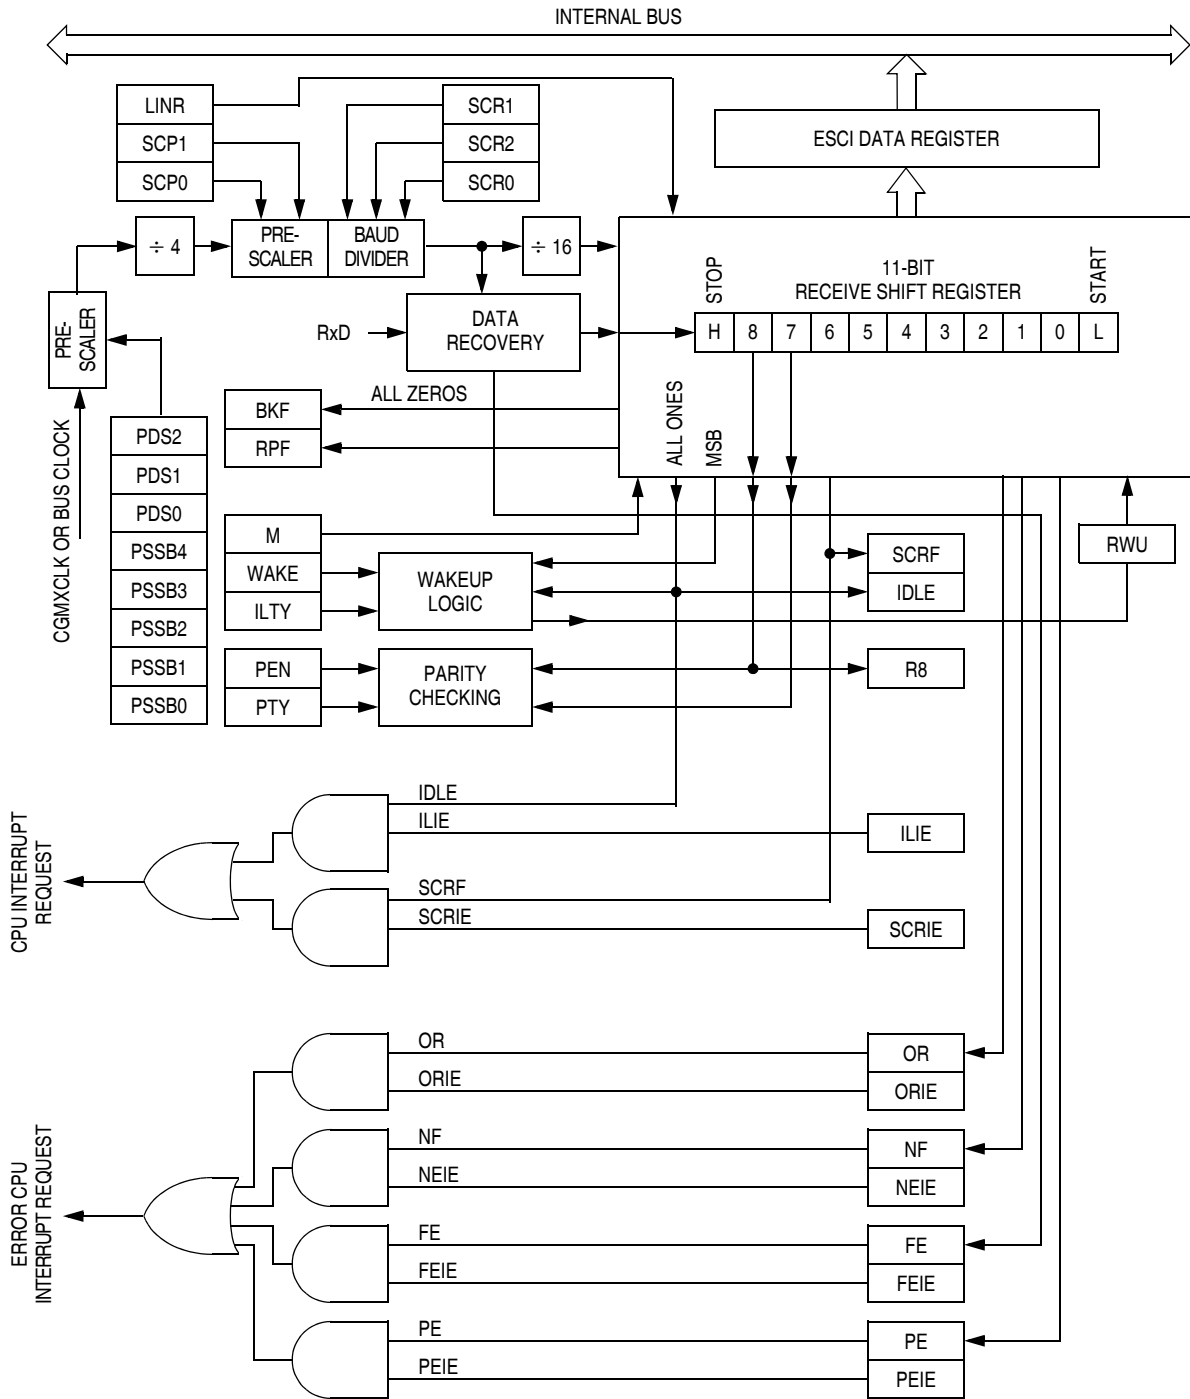 INTERNAL BUS
LINR
SCP1
SCP0
SCR1
SCR2
SCR0
ESCI DATA REGISTER
÷ 4
PRE-
SCALER
BAUD
DIVIDER
÷ 16
PRE-
SCALER
RxD
DATA
RECOVERY
STOP
11-BIT
RECEIVE SHIFT REGISTER
START
H 8 7 6 5 4 3 2 1 0 L
ALL ZEROS
BKF
RPF
ALL ONES
MSB
CGMXCLK OR BUS CLOCK
PDS2
PDS1
PDS0
PSSB4
PSSB3
PSSB2
PSSB1
PSSB0
M
WAKE
ILTY
WAKEUP
LOGIC
SCRF
IDLE
RWU
PEN
PTY
PARITY
CHECKING
R8
CPU INTERRUPT
REQUEST
IDLE
ILIE
ILIE
SCRF
SCRIE
SCRIE
ERROR CPU
INTERRUPT REQUEST
OR
ORIE
OR
ORIE
NF
NEIE
NF
NEIE
FE
FEIE
FE
FEIE
PE
PEIE
PE
PEIE